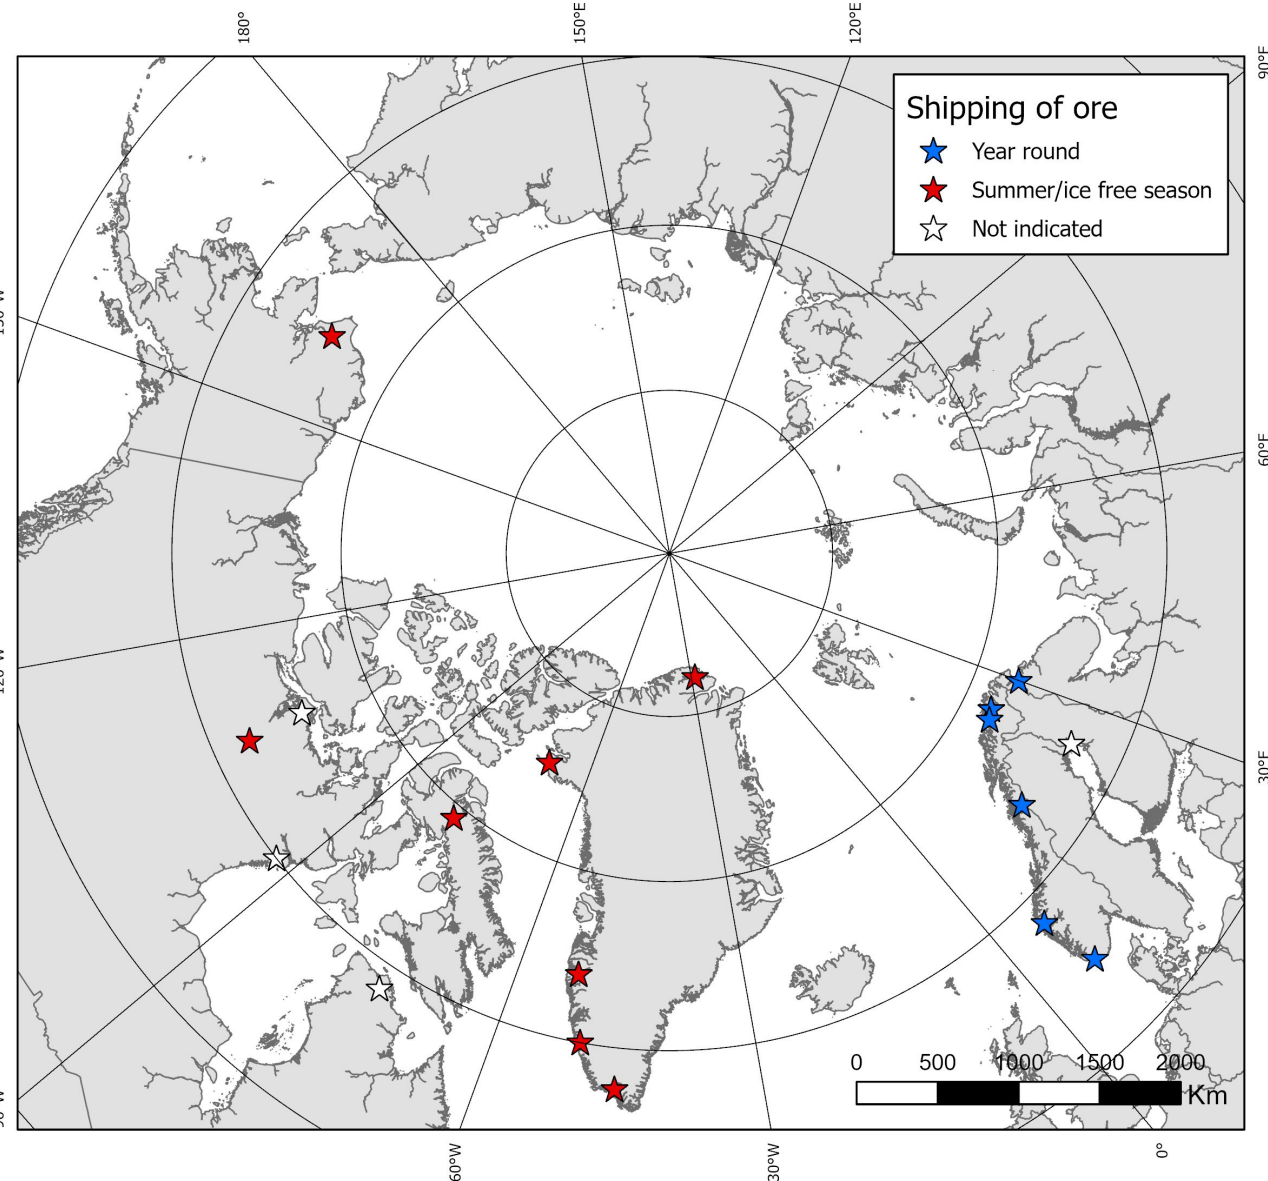 180°
150°E
120°E
90°E
Shipping of ore
Year round
Summer/ice free season
Not indicated
60°E
30°E
0 500 1000 1500 2000
Km
60°W
30°W
0°